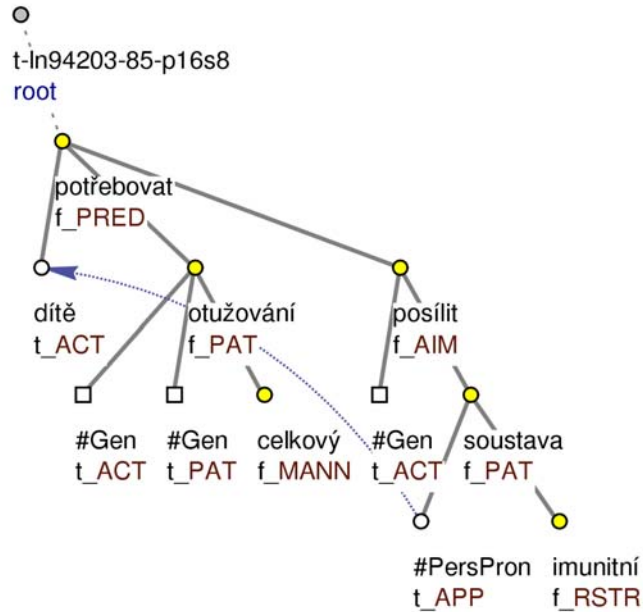 t-ln94203-85-p16s8
root
potřebovat
f_PRED
dítě
t_ACT
otužování
f_PAT
posílit
f_AIM
#Gen
t_ACT
#Gen
t_PAT
celkový
f_MANN
#Gen
t_ACT
soustava
f_PAT
#PersPron
t_APP
imunitní
f_RSTR